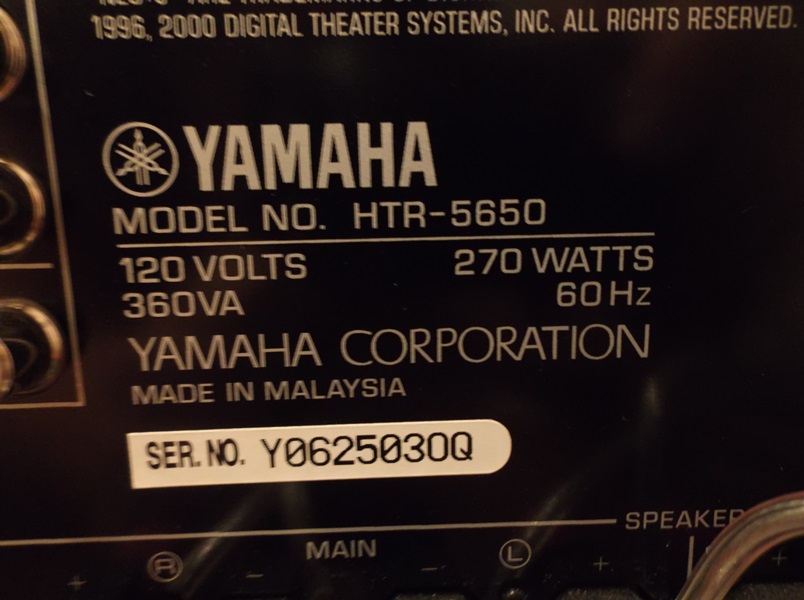 1996, 2000 DIGITAL THEATER SYSTEMS, INC. ALL RIGHTS RESERVED.
YAMAHA
MODEL NO. HTR-5650
120 VOLTS 270 WATTS
360VA 60Hz
YAMAHA CORPORATION
MADE IN MALAYSIA
SER. NO. Y0625030Q
SPEAKER
MAIN
+ R - - L + +